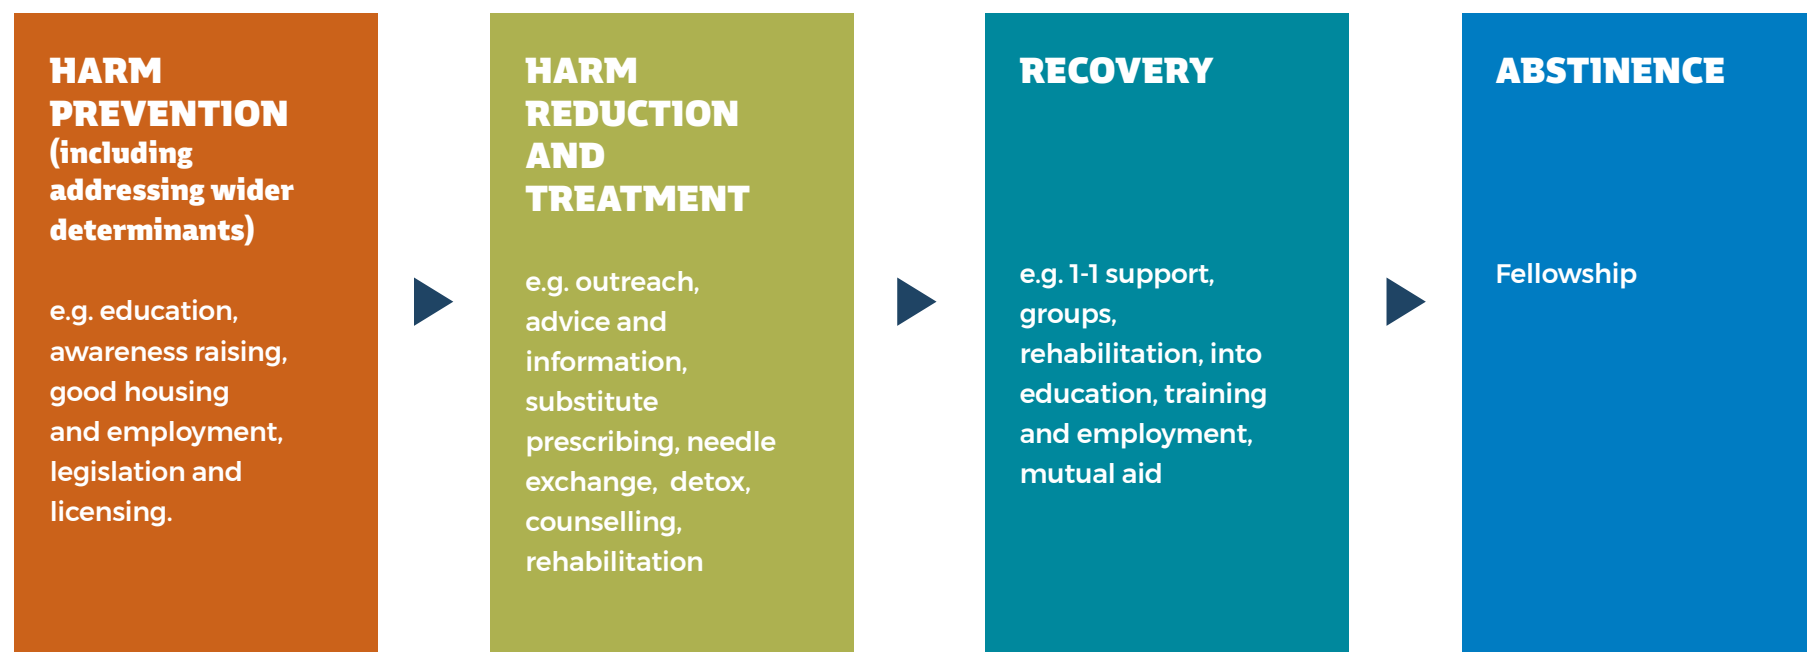 HARM
PREVENTION
(including
addressing wider
determinants)
e.g. education,
awareness raising,
good housing
and employment,
legislation and
licensing.
HARM
REDUCTION
AND
TREATMENT
e.g. outreach,
advice and
information,
substitute
prescribing, needle
exchange,  detox,
counselling,
rehabilitation
RECOVERY
e.g. 1-1 support,
groups,
rehabilitation, into
education, training
and employment,
mutual aid
ABSTINENCE
Fellowship